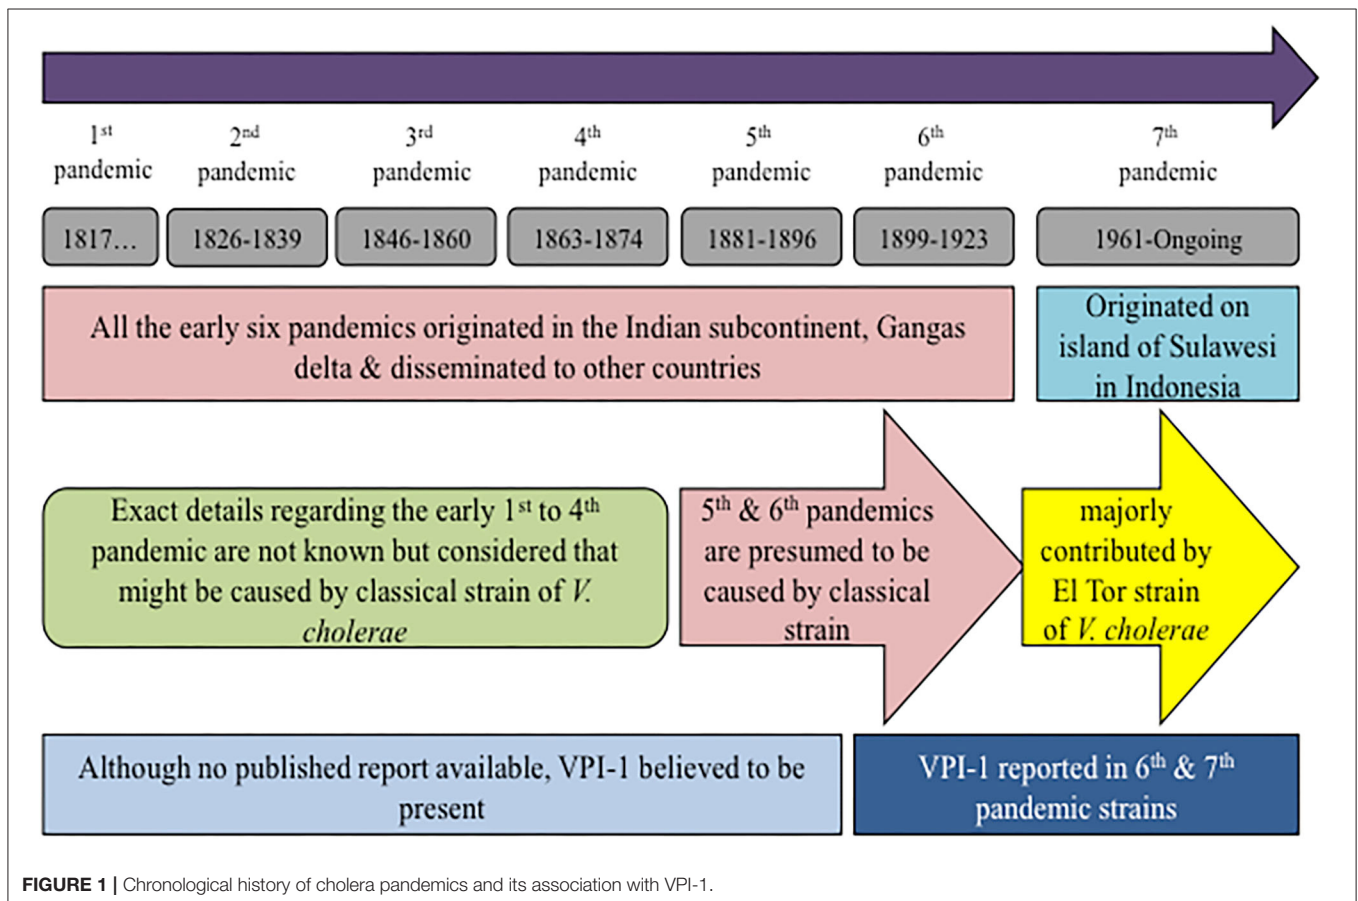 1st
pandemic
2nd
pandemic
3rd
pandemic
4th
pandemic
5th
pandemic
6th
pandemic
7th
pandemic
1817...
1826-1839
1846-1860
1863-1874
1881-1896
1899-1923
1961-Ongoing
All the early six pandemics originated in the Indian subcontinent, Gangas
delta & disseminated to other countries
Originated on
island of Sulawesi
in Indonesia
Exact details regarding the early 1st to 4th
pandemic are not known but considered that
might be caused by classical strain of V.
cholerae
5th & 6th pandemics
are presumed to be
caused by classical
strain
majorly
contributed by
El Tor strain
of V. cholerae
Although no published report available, VPI-1 believed to be
present
VPI-1 reported in 6th & 7th
pandemic strains
FIGURE 1 | Chronological history of cholera pandemics and its association with VPI-1.